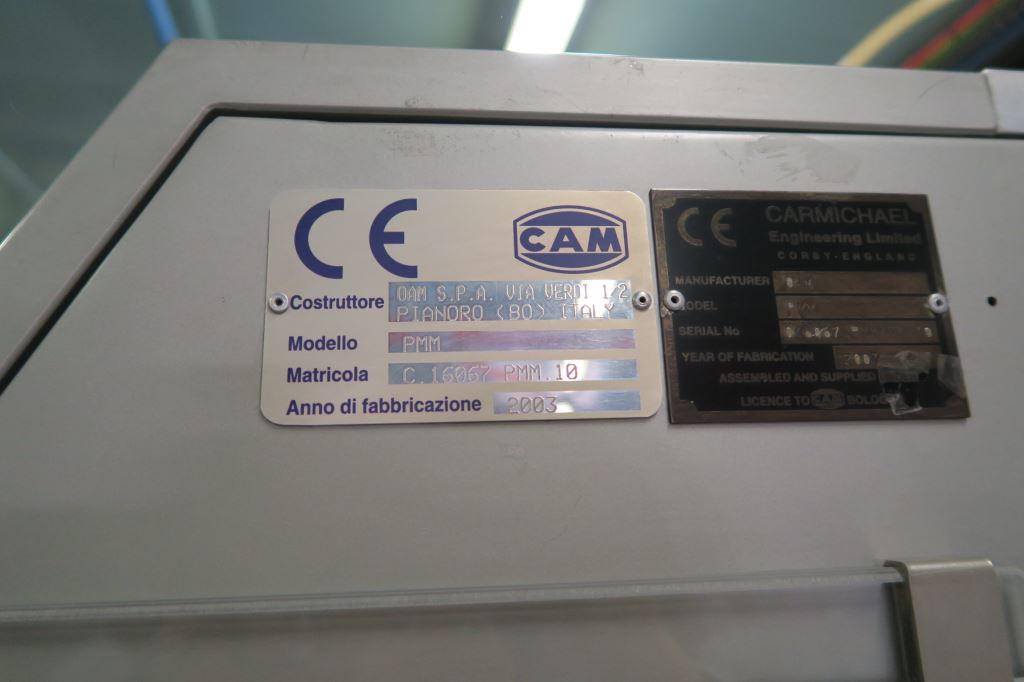 CE
CAM
Costruttore OAM S.P.A. VIA VERDI 1/2
PIANORO (BO) ITALY
Modello PMM
Matricola C.16067 PMM.10
Anno di fabbricazione 2003
CE
CARMICHAEL
Engineering Limited
CORBY - ENGLAND
MANUFACTURER
MODEL
SERIAL No
YEAR OF FABRICATION
ASSEMBLED AND SUPPLIED
LICENCE TO CAM